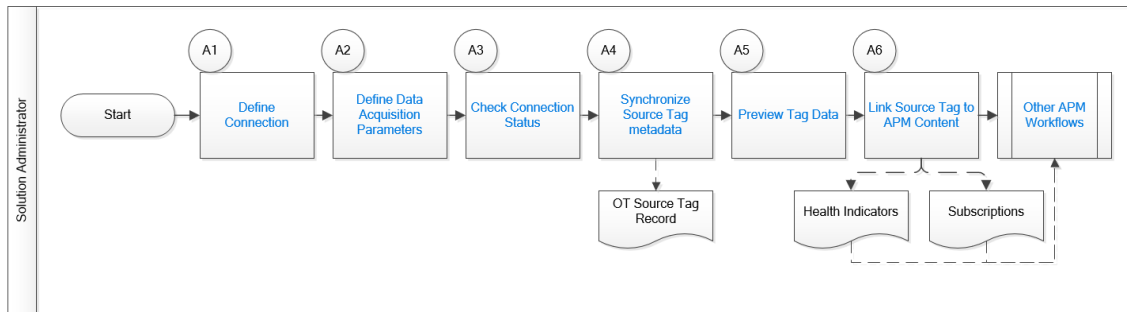 Solution Administrator
Start
A1
Define
Connection
A2
Define Data
Acquisition
Parameters
A3
Check Connection
Status
A4
Synchronize
Source Tag
metadata
OT Source Tag
Record
A5
Preview Tag Data
A6
Link Source Tag to
APM Content
Health Indicators
Subscriptions
Other APM
Workflows